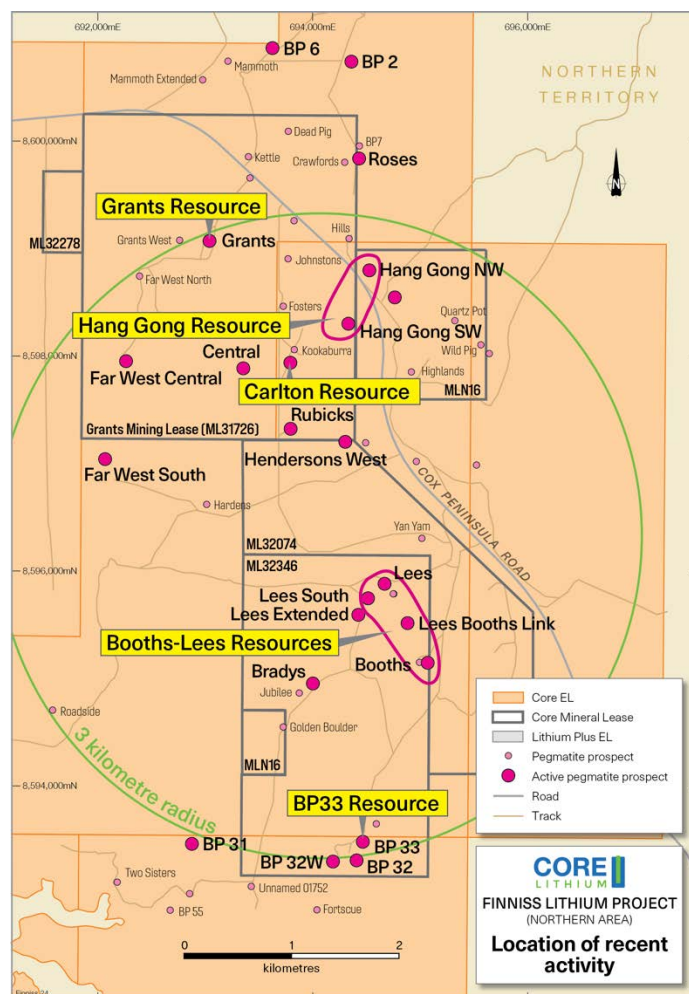 692,000mE
694,000mE
696,000mE
BP 6
Mammoth
BP 2
Mammoth Extended
NORTHERN
TERRITORY
8,600,000mN
Dead Pig
BP7
Kettle
Crawfords
Roses
N
Grants Resource
ML32278
Grants West
Grants
Hills
Johnstons
Hang Gong NW
Far West North
Fosters
Quartz Pot
Hang Gong Resource
Hang Gong SW
8,598,000mN
Central
Kookaburra
Wild Pig
Far West Central
Highlands
Carlton Resource
MLN16
Rubicks
Grants Mining Lease (ML31726)
Hendersons West
Far West South
COX PENINSULA ROAD
Hardens
Yan Yam
ML32074
8,596,000mN
ML32346
Lees
Lees South
Lees Extended
Lees Booths Link
Booths-Lees Resources
Booths
Bradys
Jubilee
Roadside
Golden Boulder
3 kilometre radius
MLN16
8,594,000mN
BP33 Resource
BP 31
BP 33
BP 32W
BP 32
Two Sisters
Unnamed 01752
BP 55
Fortscue
0
1
2
kilometres
Core EL
Core Mineral Lease
Lithium Plus EL
Pegmatite prospect
Active pegmatite prospect
Road
Track
CORE
LITHIUM
FINNISS LITHIUM PROJECT
(NORTHERN AREA)
Location of recent
activity